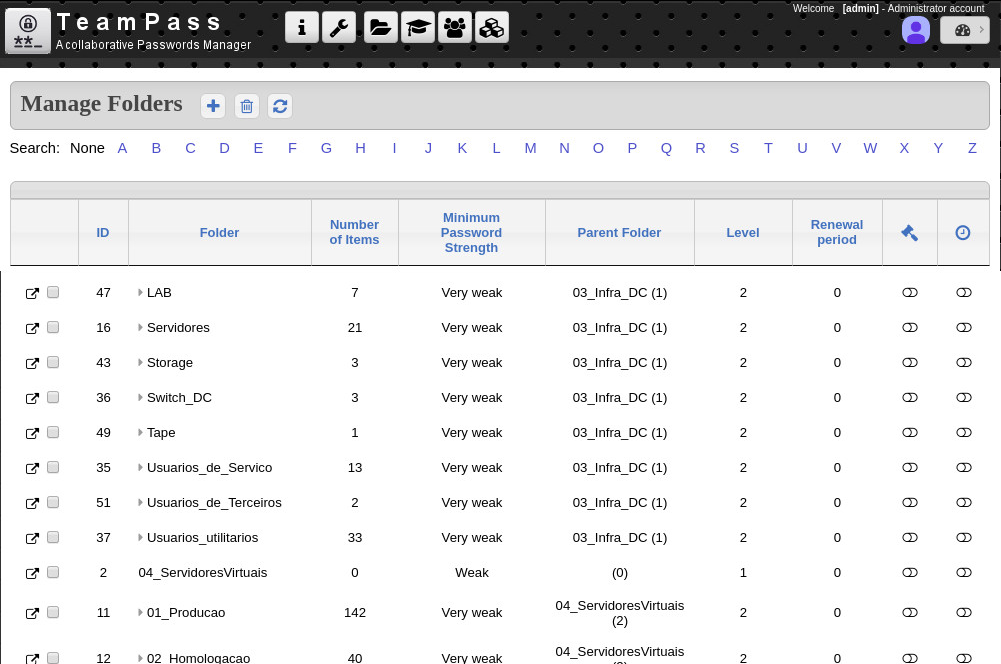 Welcome [admin] - Administrator account
TeamPass
A collaborative Passwords Manager
Manage Folders
Search: None A B C D E F G H I J K L M N O P Q R S T U V W X Y Z
ID Folder Number of Items Minimum Password Strength Parent Folder Level Renewal period
47 LAB 7 Very weak 03_Infra_DC (1) 2 0
16 Servidores 21 Very weak 03_Infra_DC (1) 2 0
43 Storage 3 Very weak 03_Infra_DC (1) 2 0
36 Switch_DC 3 Very weak 03_Infra_DC (1) 2 0
49 Tape 1 Very weak 03_Infra_DC (1) 2 0
35 Usuarios_de_Servico 13 Very weak 03_Infra_DC (1) 2 0
51 Usuarios_de_Terceiros 2 Very weak 03_Infra_DC (1) 2 0
37 Usuarios_utilitarios 33 Very weak 03_Infra_DC (1) 2 0
2 04_ServidoresVirtuais 0 Weak (0) 1 0
11 01_Producao 142 Very weak 04_ServidoresVirtuais (2) 2 0
12 02_Homologacao 40 Very weak 04_ServidoresVirtuais 2 0